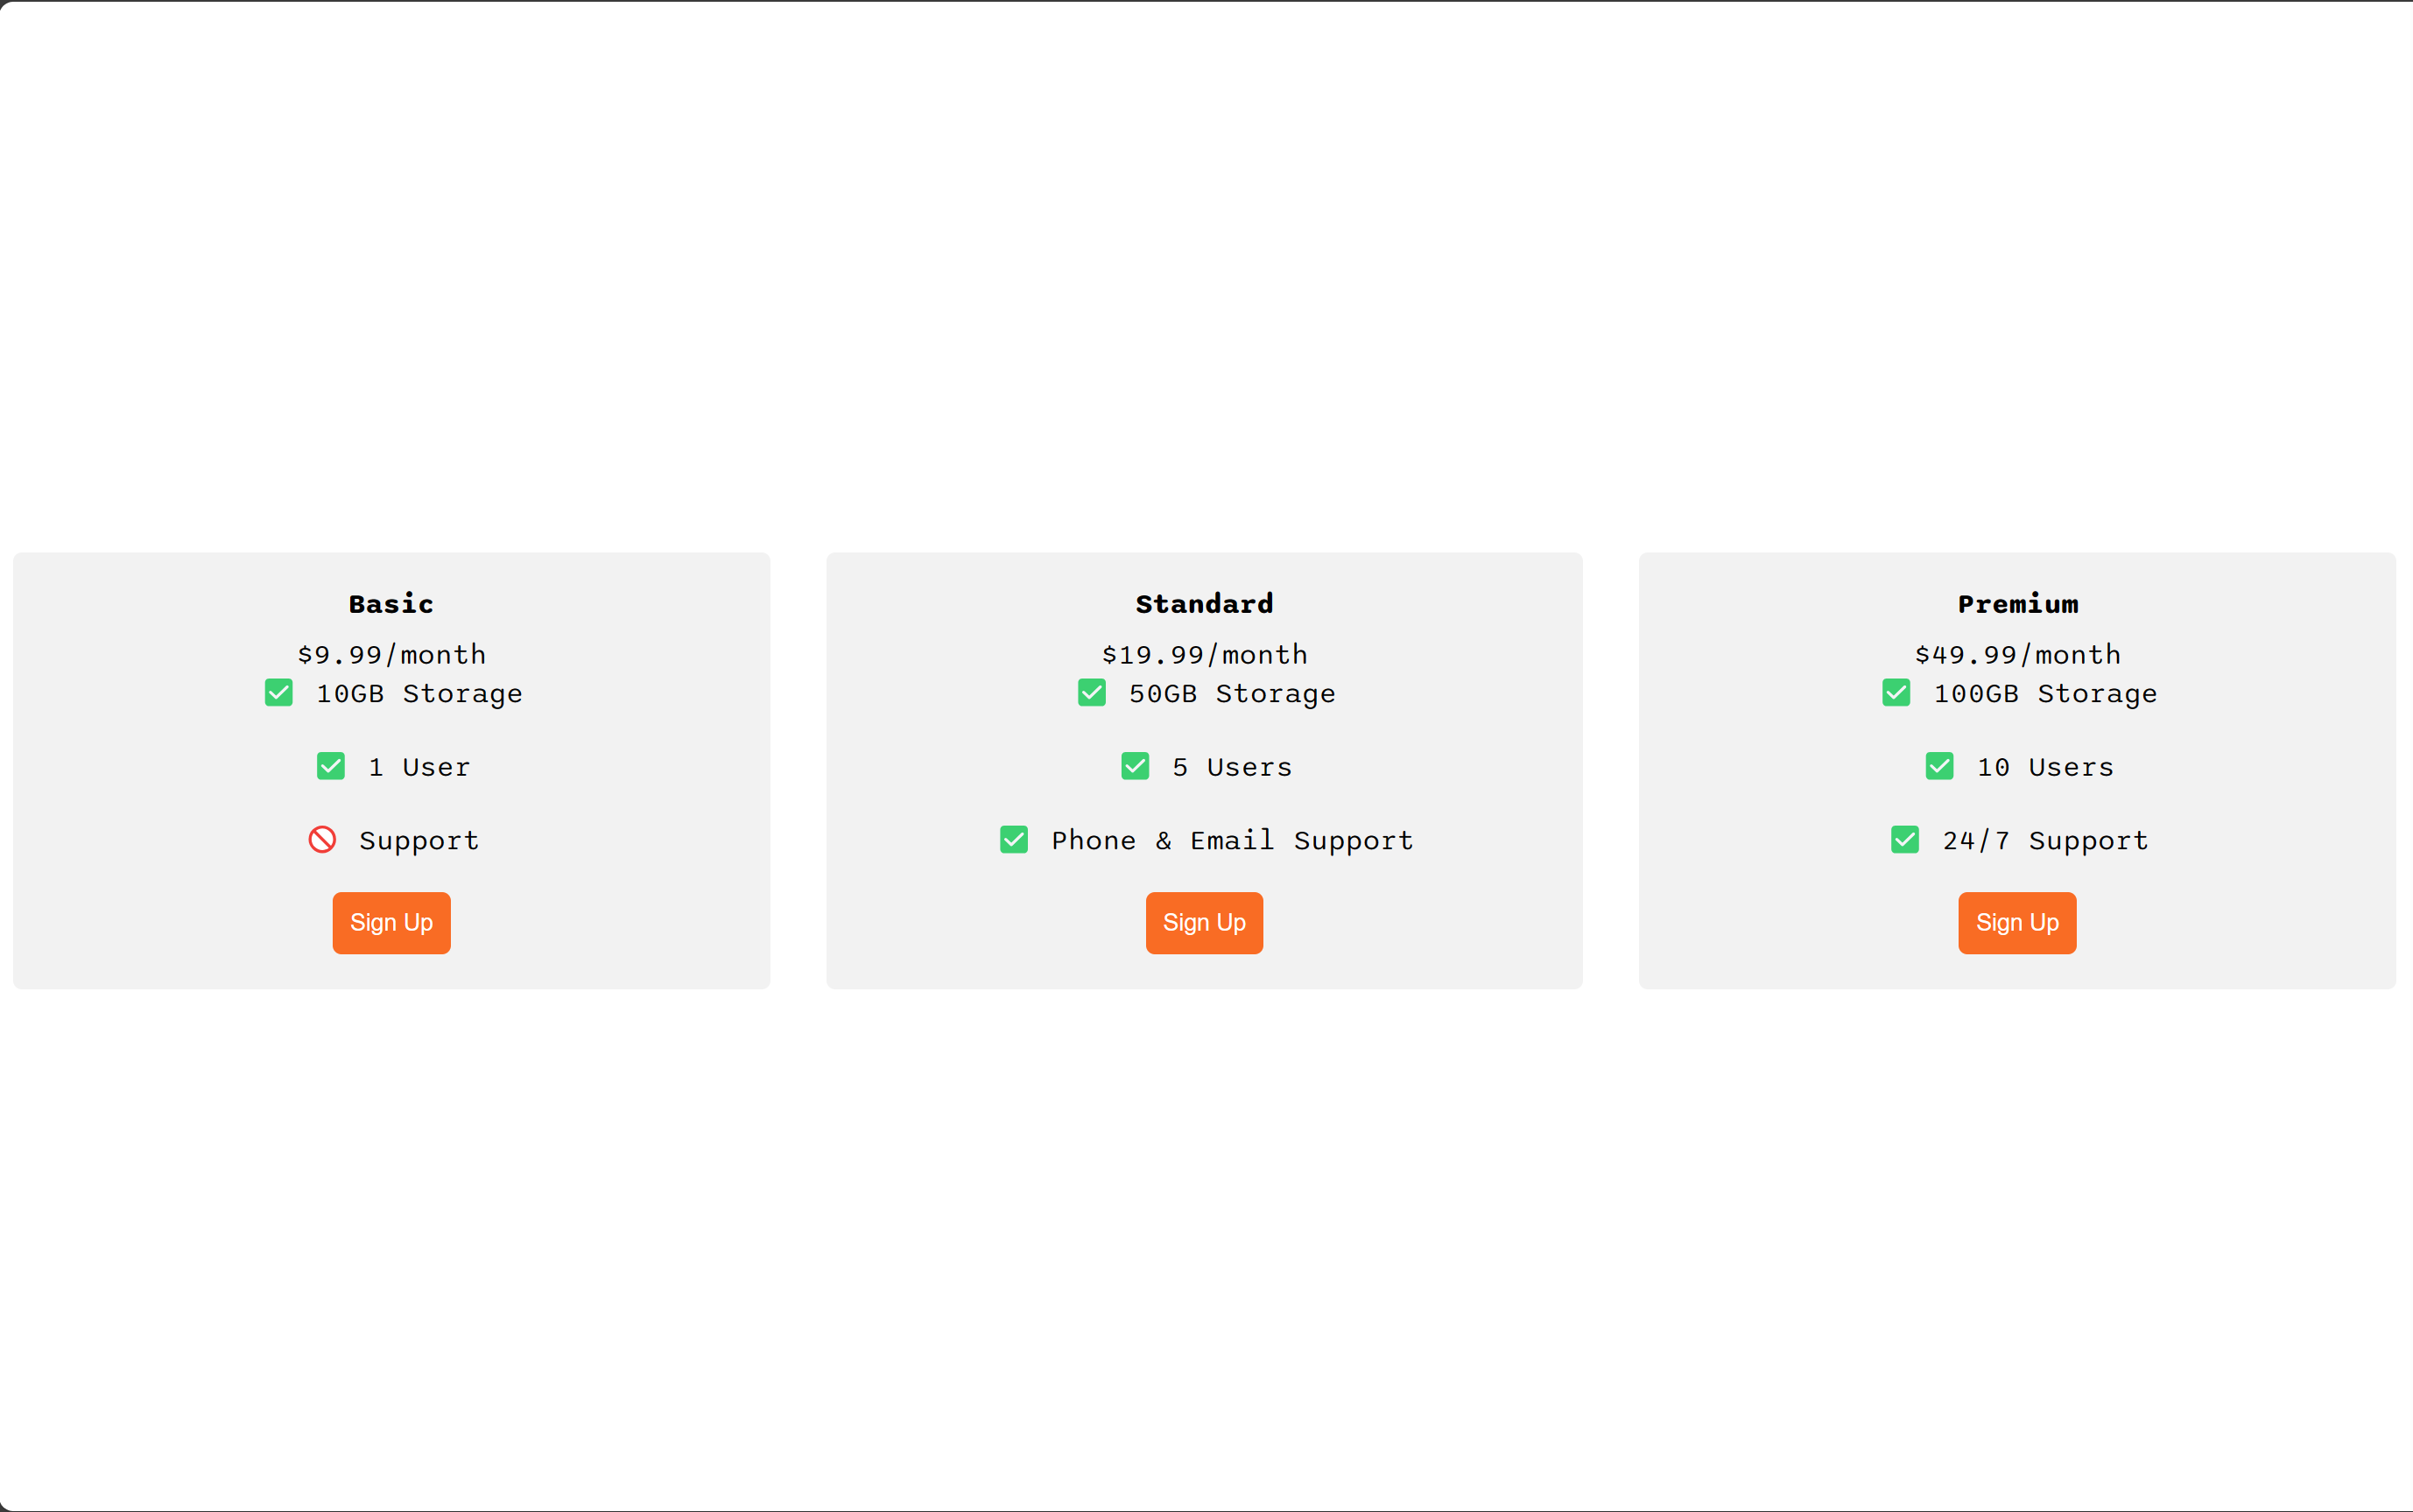 Basic
$9.99/month
✅ 10GB Storage
✅ 1 User
🚫 Support
Sign Up
Standard
$19.99/month
✅ 50GB Storage
✅ 5 Users
✅ Phone & Email Support
Sign Up
Premium
$49.99/month
✅ 100GB Storage
✅ 10 Users
✅ 24/7 Support
Sign Up